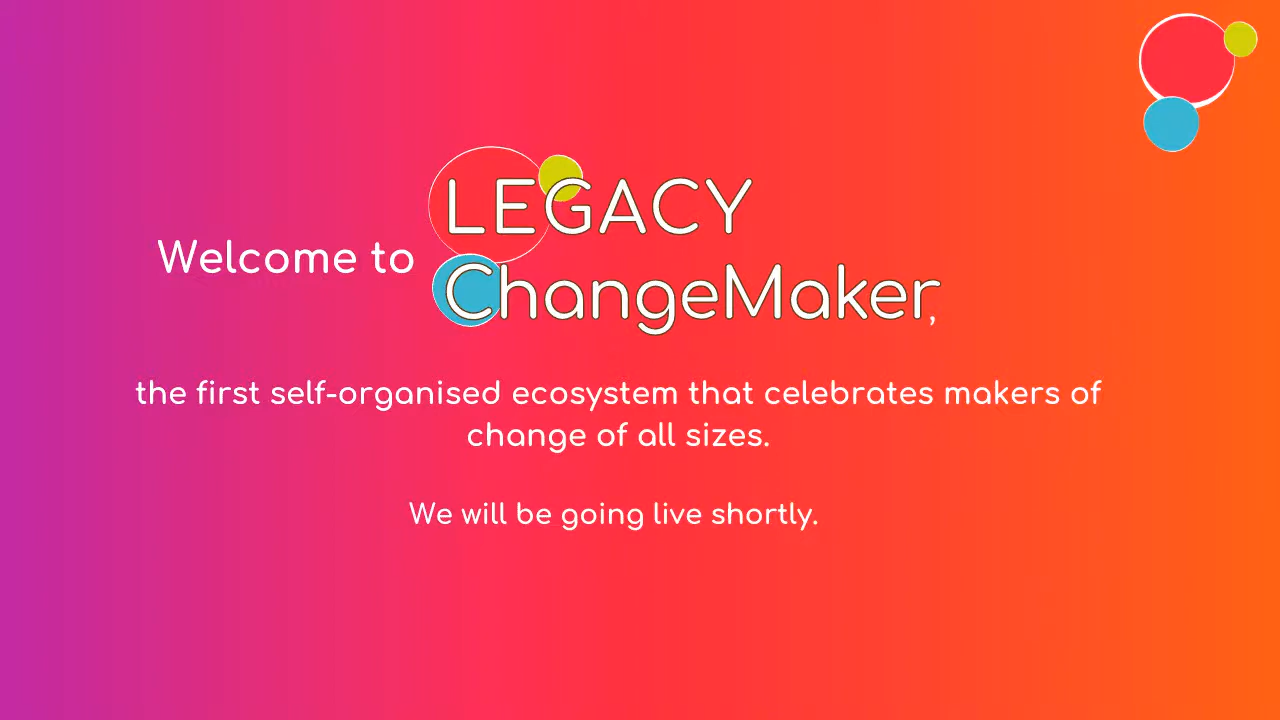 Welcome to LEGACY
ChangeMaker,
the first self-organised ecosystem that celebrates makers of
change of all sizes.
We will be going live shortly.